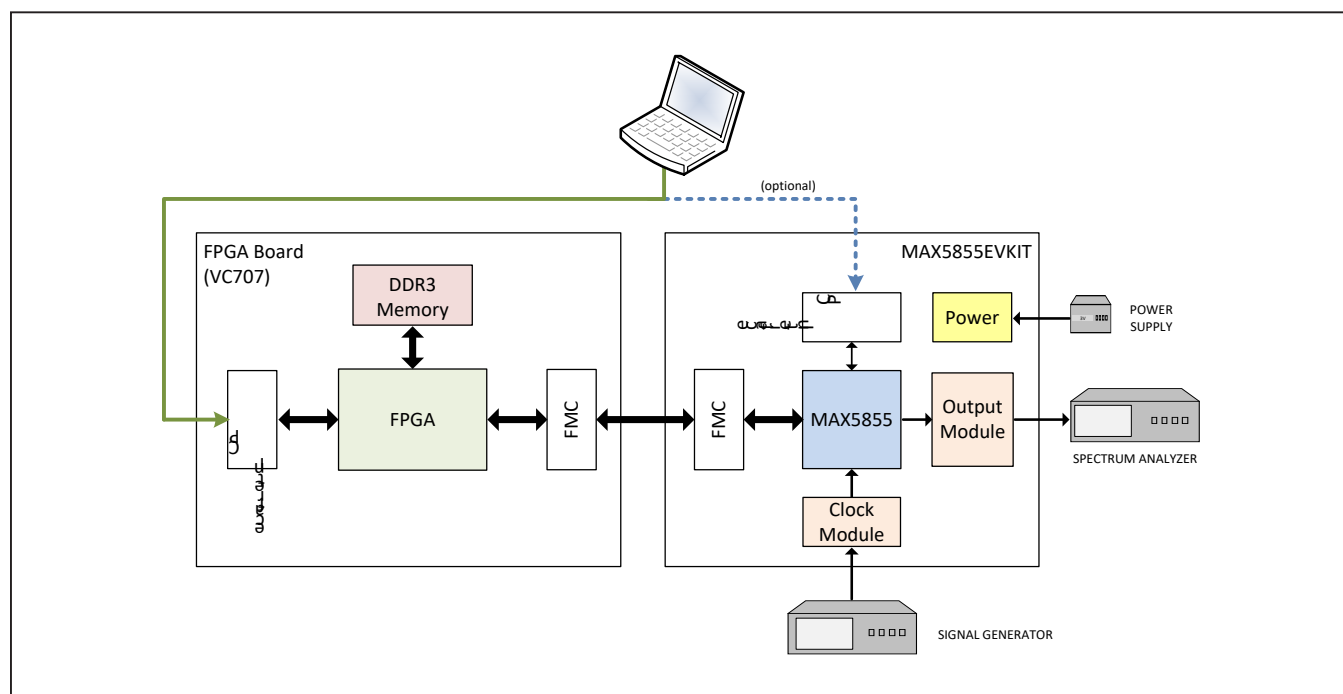 (optional)
FPGA Board
(VC707)
MAX5855EVKIT
DDR3
Memory
Power
POWER
SUPPLY
FPGA
FMC
FMC
MAX5855
Output
Module
SPECTRUM ANALYZER
Clock
Module
SIGNAL GENERATOR